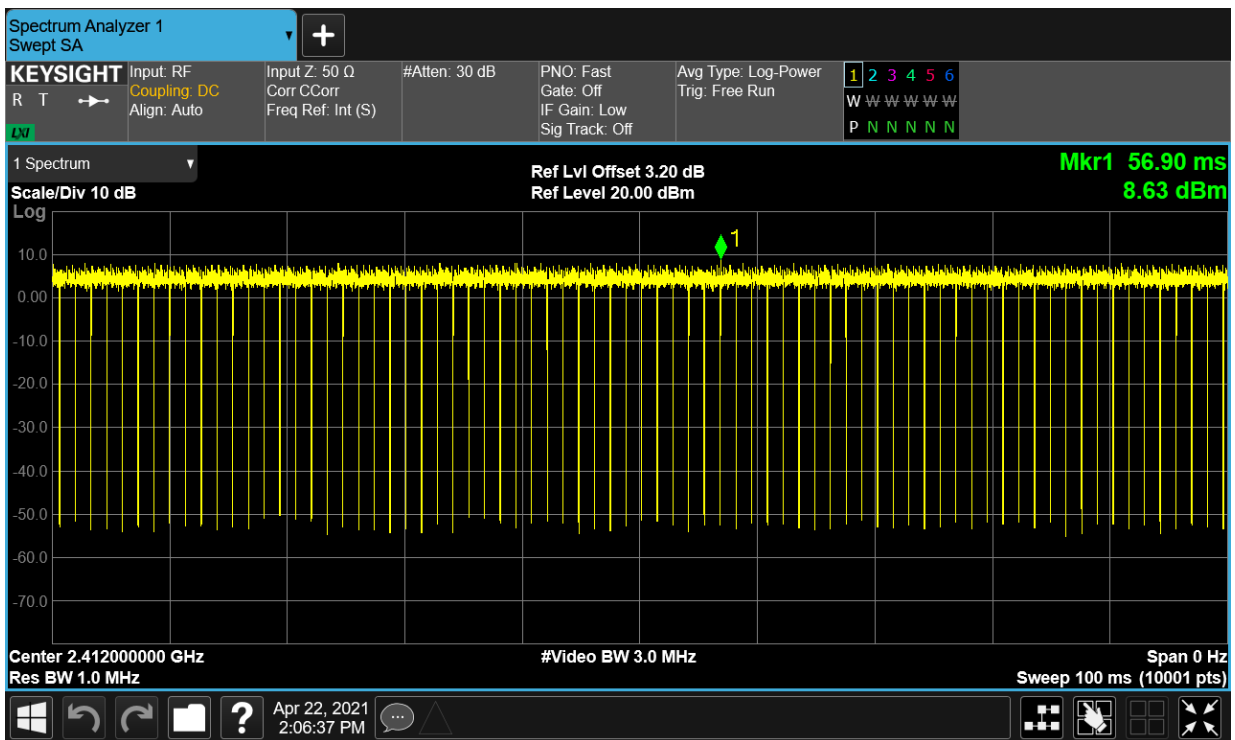 Spectrum Analyzer 1
Swept SA
▼
+
KEYSIGHT
R T
LXI
Input: RF
Coupling: DC
Align: Auto
Input Z: 50 Ω
Corr CCorr
Freq Ref: Int (S)
#Atten: 30 dB
PNO: Fast
Gate: Off
IF Gain: Low
Sig Track: Off
Avg Type: Log-Power
Trig: Free Run
1 2 3 4 5 6
W W W W W W
P N N N N N
1 Spectrum ▼
Scale/Div 10 dB
Log
Ref Lvl Offset 3.20 dB
Ref Level 20.00 dBm
Mkr1 56.90 ms
8.63 dBm
1
10.0
0.00
-10.0
-20.0
-30.0
-40.0
-50.0
-60.0
-70.0
Center 2.412000000 GHz
Res BW 1.0 MHz
#Video BW 3.0 MHz
Span 0 Hz
Sweep 100 ms (10001 pts)
?
Apr 22, 2021
2:06:37 PM